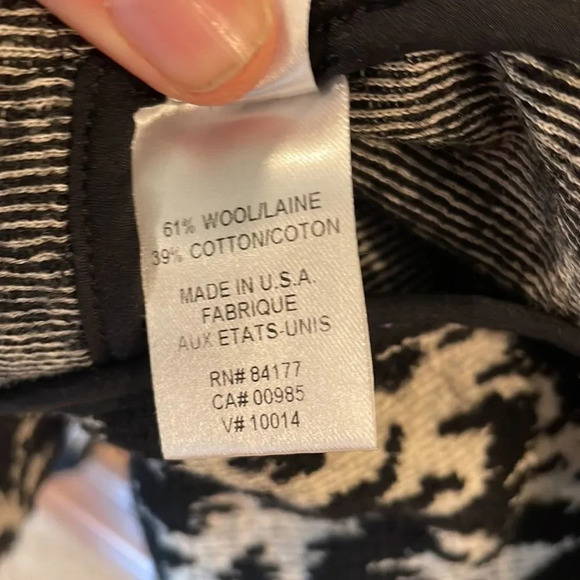 61% WOOL/LAINE
39% COTTON/COTON
MADE IN U.S.A.
FABRIQUE
AUX ETATS-UNIS
RN# 84177
CA# 00985
V# 10014